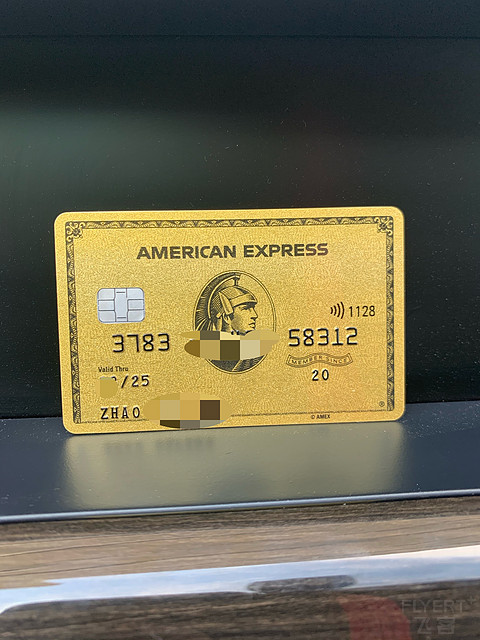 AMERICAN EXPRESS
1128
3783 58312
MEMBER SINCE
Valid Thru
/25 20
ZHAO
® 
© AMEX
FLYERT